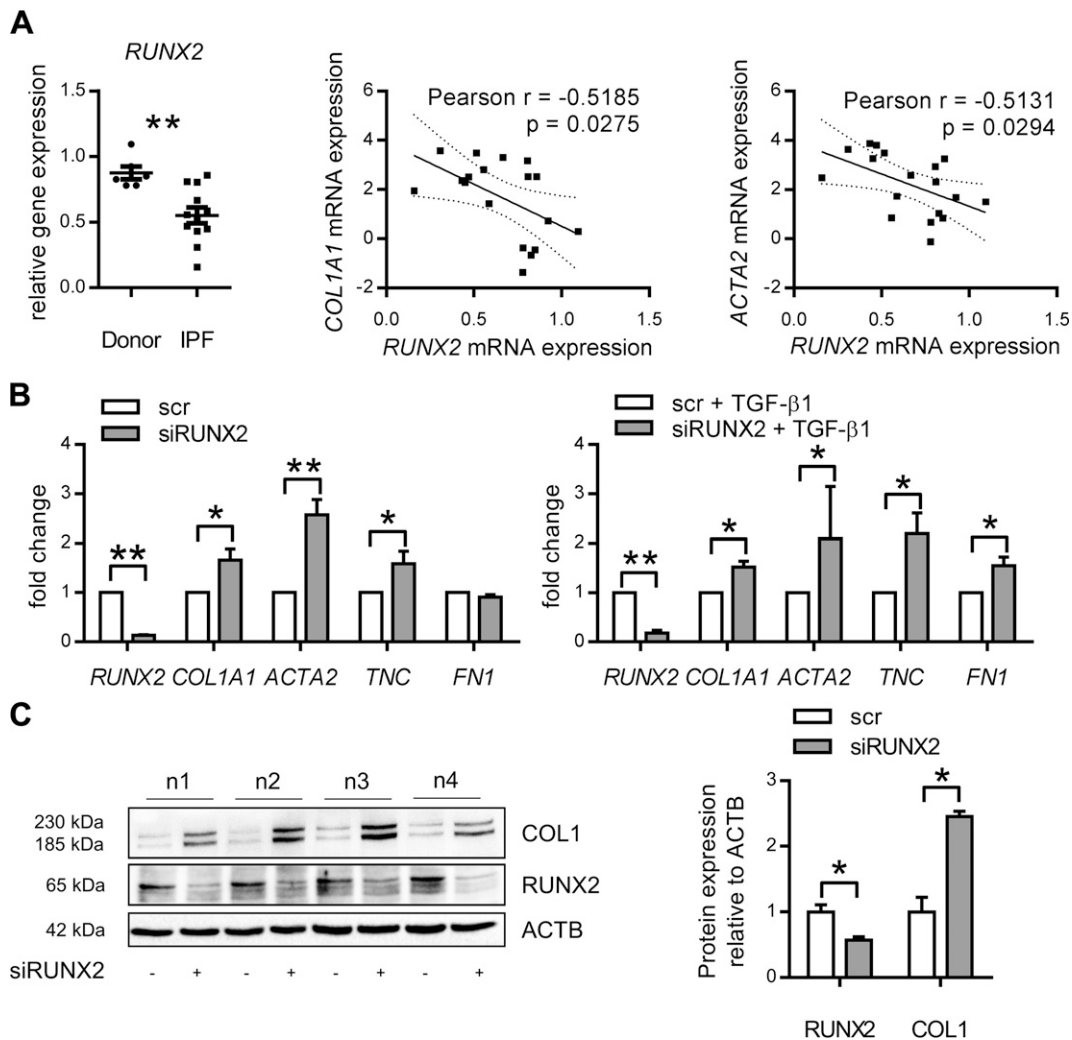 A
RUNX2
relative gene expression
1.5
1.0
0.5
0.0
**
Donor IPF
COL1A1 mRNA expression
6
4
2
0
-2
Pearson r = -0.5185
p = 0.0275
0.0 0.5 1.0 1.5
RUNX2 mRNA expression
ACTA2 mRNA expression
6
4
2
0
-2
Pearson r = -0.5131
p = 0.0294
0.0 0.5 1.0 1.5
RUNX2 mRNA expression
B
scr
siRUNX2
fold change
4
3
2
1
0
** * ** *
RUNX2 COL1A1 ACTA2 TNC FN1
scr + TGF-β1
siRUNX2 + TGF-β1
fold change
4
3
2
1
0
** * * * *
RUNX2 COL1A1 ACTA2 TNC FN1
C
n1 n2 n3 n4
230 kDa
185 kDa
COL1
65 kDa
RUNX2
42 kDa
ACTB
siRUNX2 - + - + - + - +
scr
siRUNX2
Protein expression
relative to ACTB
3
2
1
0
* *
RUNX2 COL1